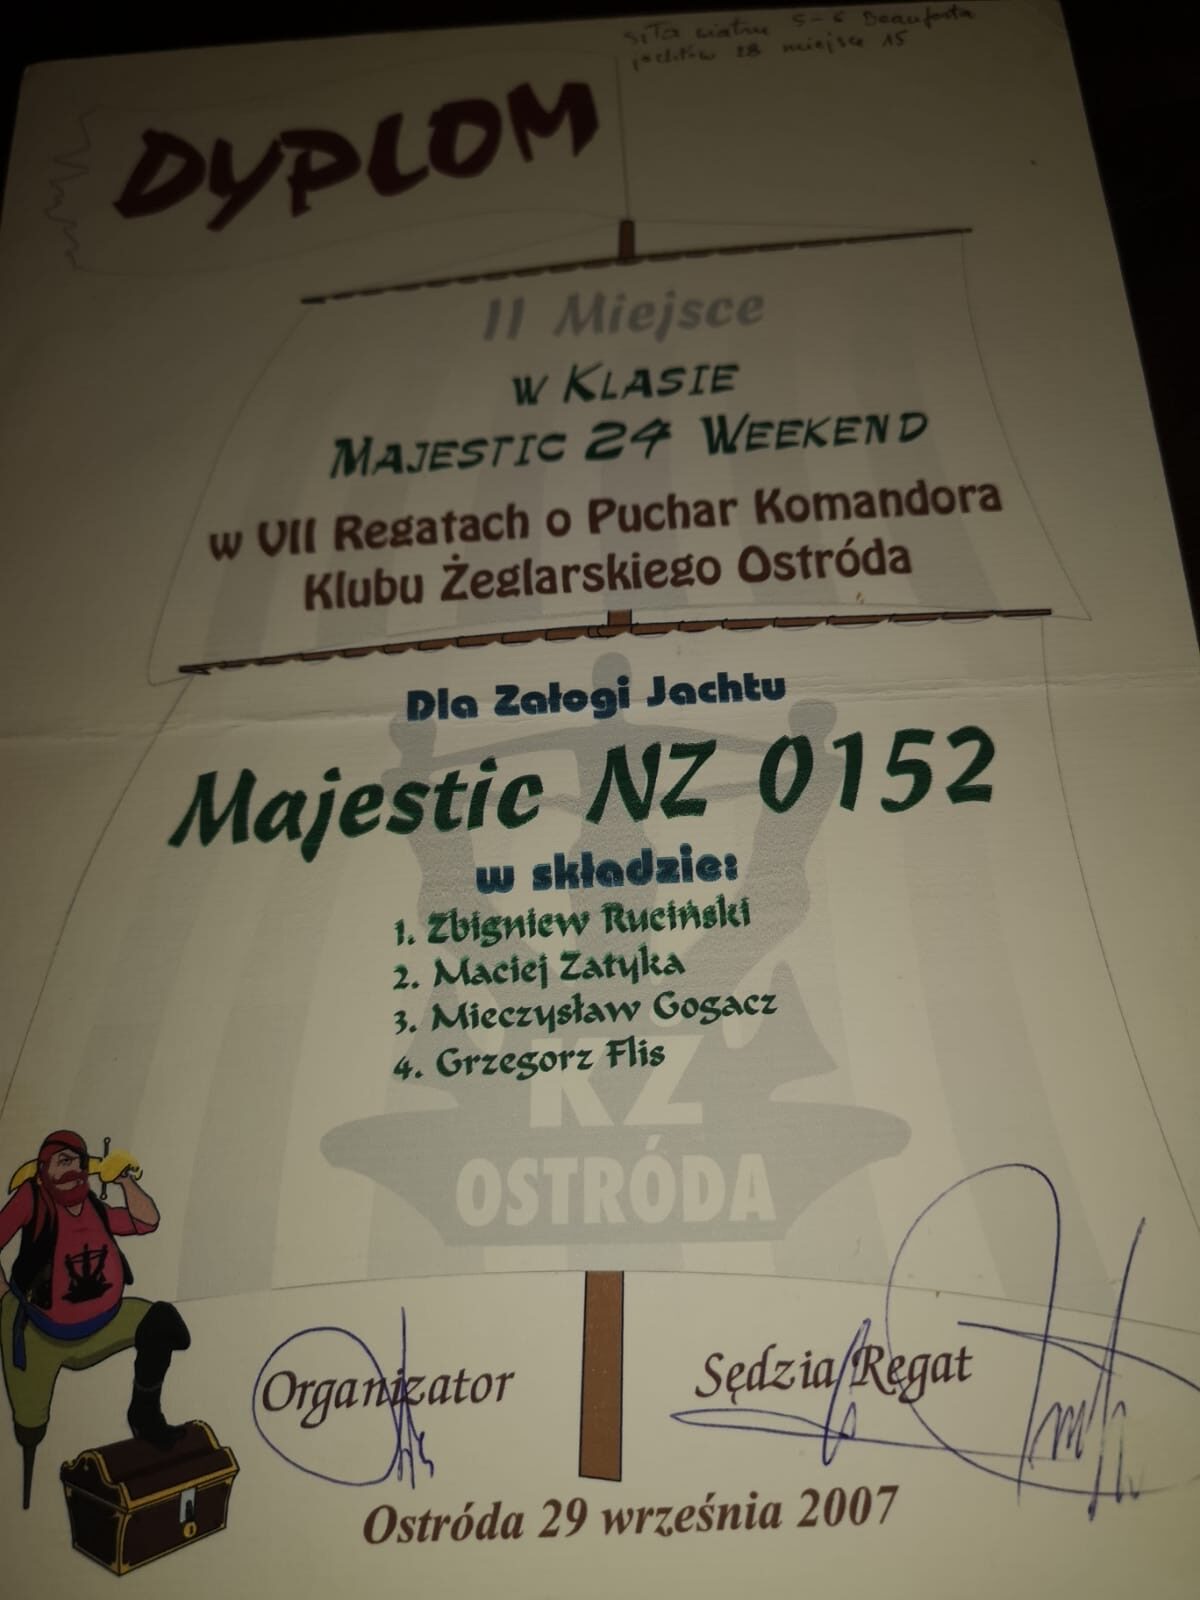 siła wiatru 5-6 Beauforta
jachtów 28 miejsce 15
DYPLOM
II Miejsce
w Klasie
Majestic 24 Weekend
w VII Regatach o Puchar Komandora
Klubu Żeglarskiego Ostróda
Dla Załogi Jachtu
Majestic NZ 0152
w składzie:
1. Zbigniew Ruciński
2. Maciej Zatyka
3. Mieczysław Gogacz
4. Grzegorz Flis
KŻ
OSTRÓDA
Organizator
Sędzia Regat
Ostróda 29 września 2007